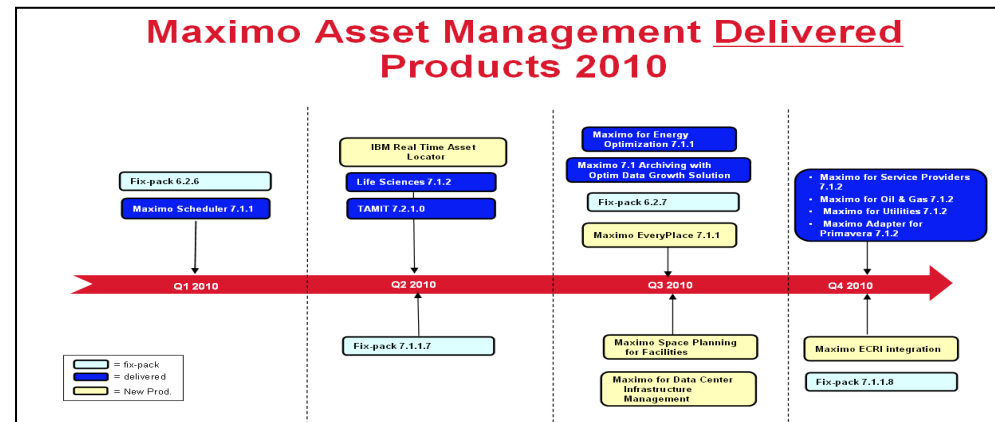 Maximo Asset Management Delivered
Products 2010
Fix-pack 6.2.6
Maximo Scheduler 7.1.1
IBM Real Time Asset
Locator
Life Sciences 7.1.2
TAMIT 7.2.1.0
Maximo for Energy
Optimization 7.1.1
Maximo 7.1 Archiving with
Optim Data Growth Solution
Fix-pack 6.2.7
Maximo EveryPlace 7.1.1
• Maximo for Service Providers
7.1.2
• Maximo for Oil & Gas 7.1.2
• Maximo for Utilities 7.1.2
• Maximo Adapter for
Primavera 7.1.2
Q1 2010
Q2 2010
Q3 2010
Q4 2010
Fix-pack 7.1.1.7
Maximo Space Planning
for Facilities
Maximo for Data Center
Infrastructure
Management
Maximo ECRI integration
Fix-pack 7.1.1.8
= fix-pack
= delivered
= New Prod.